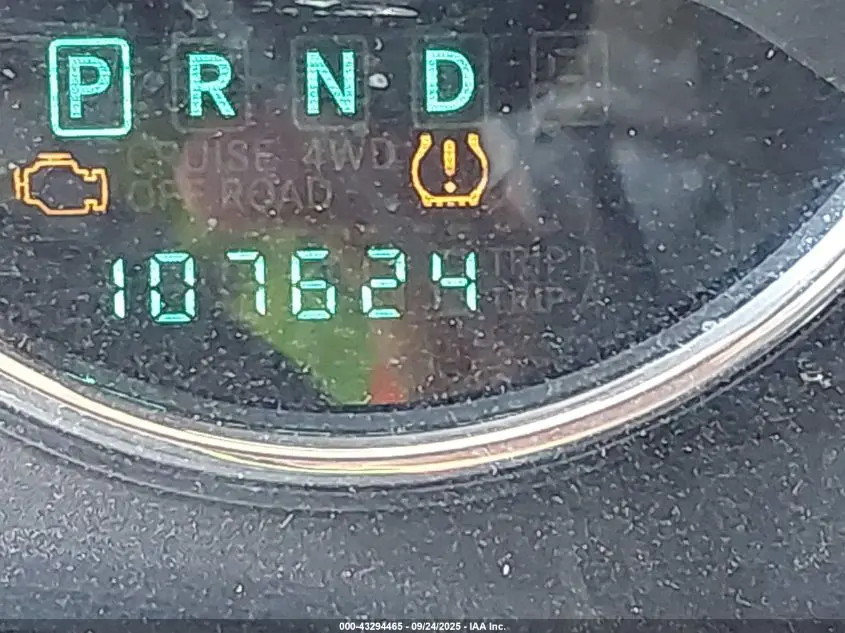 P R N D E
CRUISE 4WD
OFF ROAD
107624 TRIP B
TRIP A
000-43294465 - 09/24/2025 - IAA Inc.